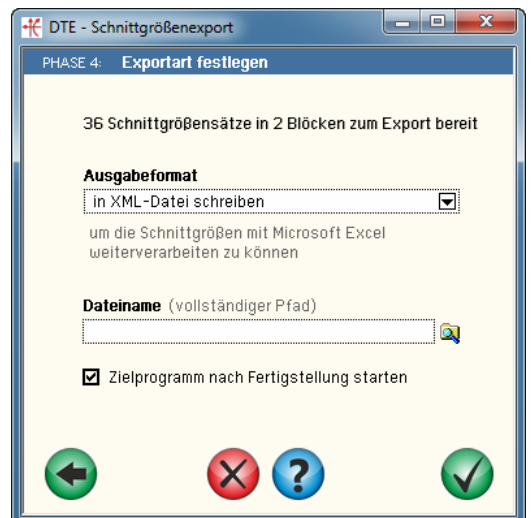 DTE - Schnittgrößenexport
PHASE 4: Exportart festlegen
36 Schnittgrößensätze in 2 Blöcken zum Export bereit
Ausgabeformat
in XML-Datei schreiben
um die Schnittgrößen mit Microsoft Excel
weiterverarbeiten zu können
Dateiname (vollständiger Pfad)
Zielprogramm nach Fertigstellung starten
?